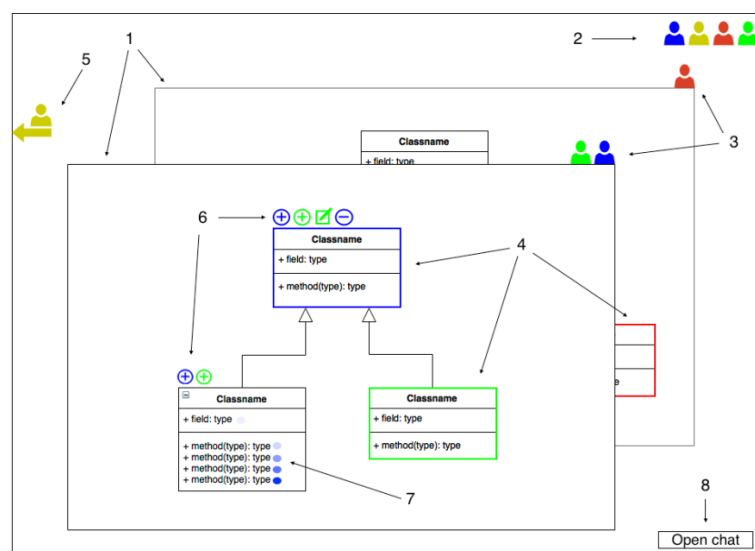 1
2
5
3
Classname
+ field: type
6
4
Classname
+ field: type
+ method(type): type
Classname
+ field: type
+ method(type): type
+ method(type): type
+ method(type): type
+ method(type): type
Classname
+ field: type
+ method(type): type
e
7
8
Open chat